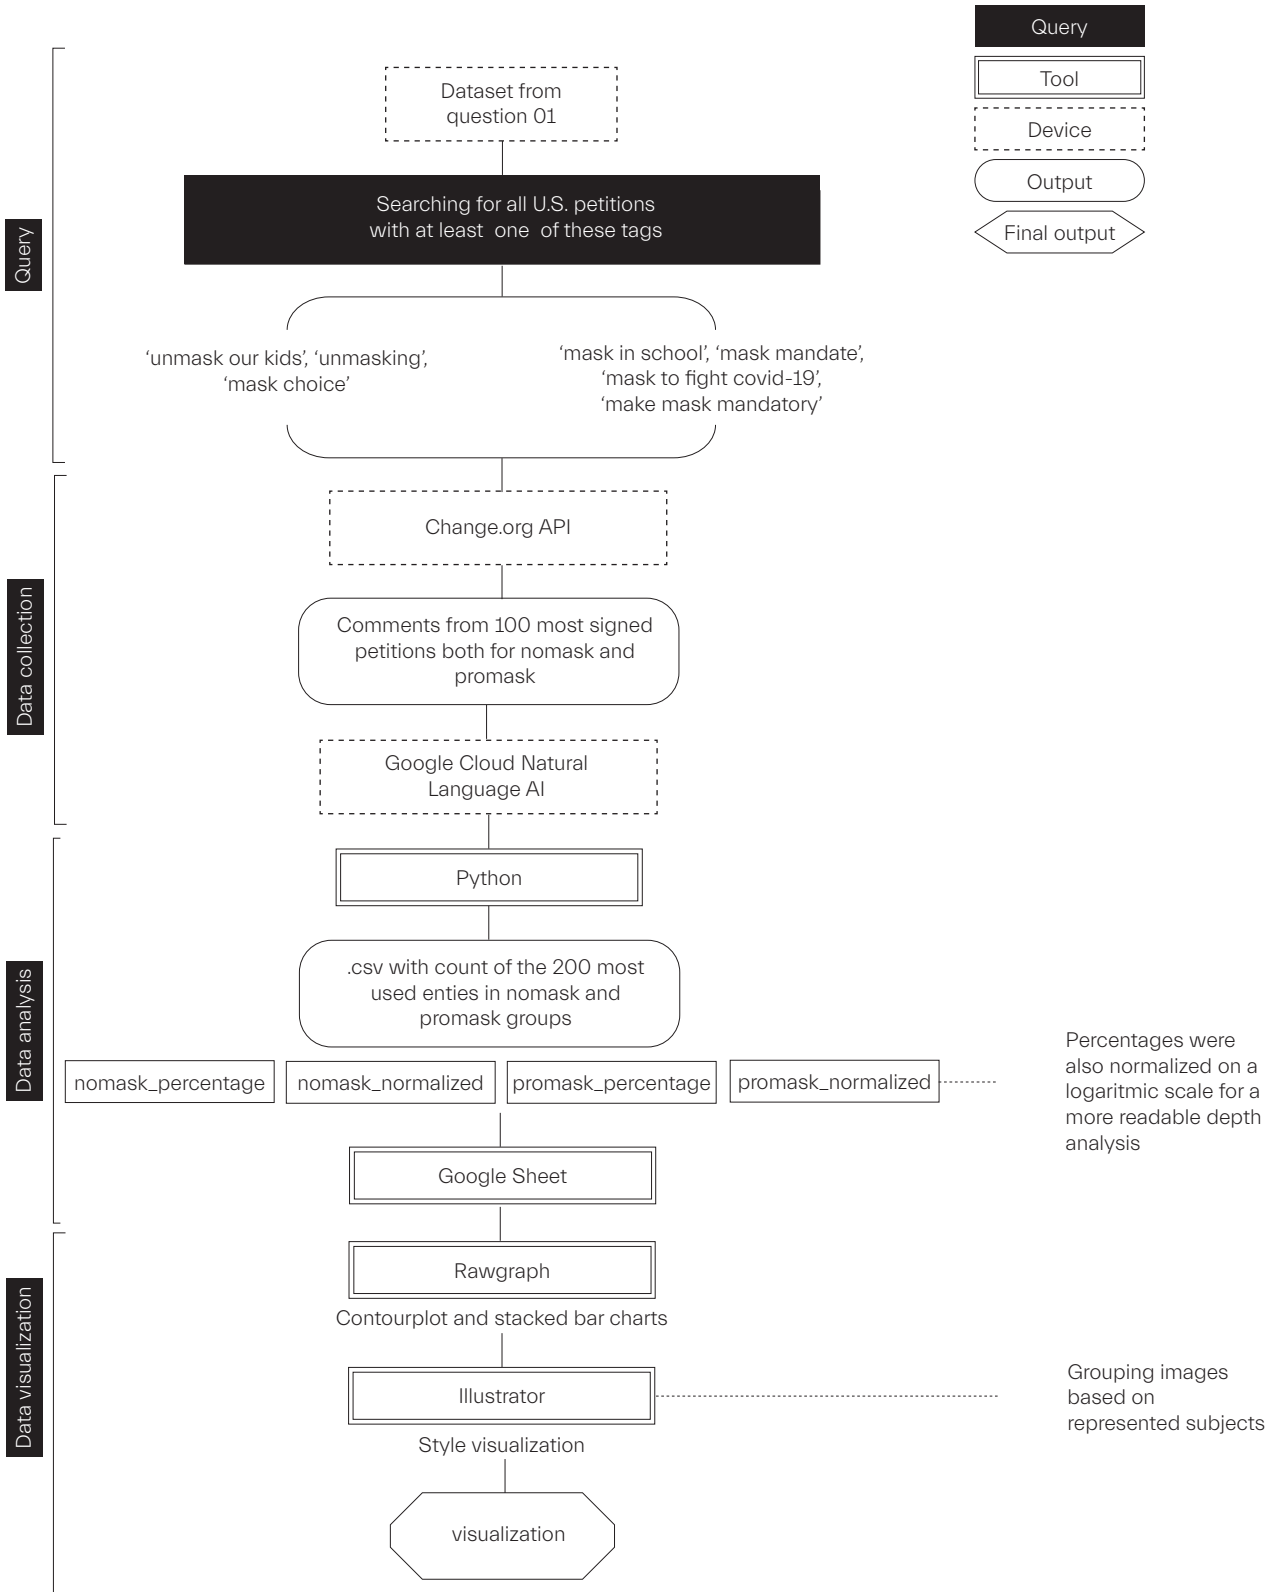 Query
Tool
Device
Output
Final output
Query
Dataset from
question 01
Searching for all U.S. petitions
with at least one of these tags
‘unmask our kids’, ‘unmasking’,
‘mask choice’
‘mask in school’, ‘mask mandate’,
‘mask to fight covid-19’,
‘make mask mandatory’
Data collection
Change.org API
Comments from 100 most signed
petitions both for nomask and
promask
Google Cloud Natural
Language AI
Data analysis
Python
.csv with count of the 200 most
used enties in nomask and
promask groups
nomask_percentage
nomask_normalized
promask_percentage
promask_normalized
Percentages were
also normalized on a
logaritmic scale for a
more readable depth
analysis
Google Sheet
Data visualization
Rawgraph
Contourplot and stacked bar charts
Illustrator
Grouping images
based on
represented subjects
Style visualization
visualization